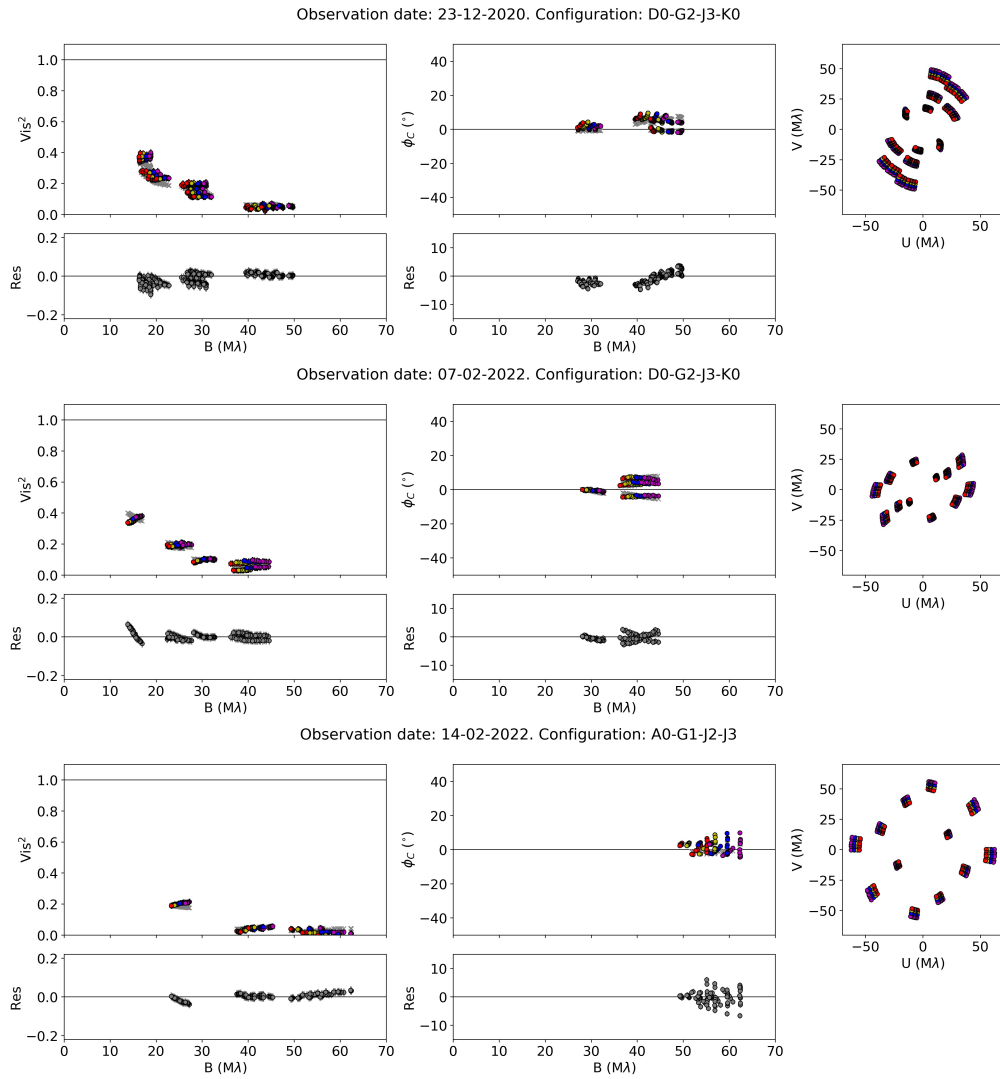 Observation date: 23-12-2020. Configuration: D0-G2-J3-K0
1.0
0.8
0.6
0.4
0.2
0.0
Vis²
40
20
0
−20
−40
ϕC (°)
50
25
0
−25
−50
V (Mλ)
−50 0 50
U (Mλ)
0.2
0.0
−0.2
Res
0 10 20 30 40 50 60 70
B (Mλ)
10
0
−10
Res
0 10 20 30 40 50 60 70
B (Mλ)
Observation date: 07-02-2022. Configuration: D0-G2-J3-K0
1.0
0.8
0.6
0.4
0.2
0.0
Vis²
40
20
0
−20
−40
ϕC (°)
50
25
0
−25
−50
V (Mλ)
−50 0 50
U (Mλ)
0.2
0.0
−0.2
Res
0 10 20 30 40 50 60 70
B (Mλ)
10
0
−10
Res
0 10 20 30 40 50 60 70
B (Mλ)
Observation date: 14-02-2022. Configuration: A0-G1-J2-J3
1.0
0.8
0.6
0.4
0.2
0.0
Vis²
40
20
0
−20
−40
ϕC (°)
50
25
0
−25
−50
V (Mλ)
−50 0 50
U (Mλ)
0.2
0.0
−0.2
Res
0 10 20 30 40 50 60 70
B (Mλ)
10
0
−10
Res
0 10 20 30 40 50 60 70
B (Mλ)